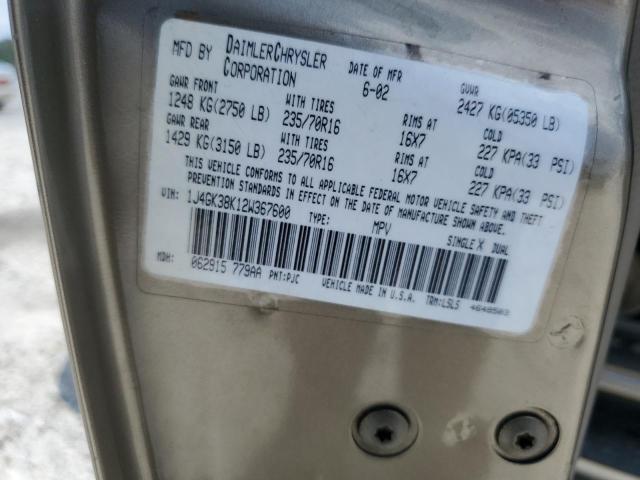 MFD BY DAIMLERCHRYSLER CORPORATION DATE OF MFR 6-02 GVWR 2427 KG(05350 LB)
GAWR FRONT WITH TIRES RIMS AT COLD
1248 KG(2750 LB) 235/70R16 16X7 227 KPA(33 PSI)
GAWR REAR WITH TIRES RIMS AT COLD
1429 KG(3150 LB) 235/70R16 16X7 227 KPA(33 PSI)
THIS VEHICLE CONFORMS TO ALL APPLICABLE FEDERAL MOTOR VEHICLE SAFETY AND THEFT
PREVENTION STANDARDS IN EFFECT ON THE DATE OF MANUFACTURE SHOWN ABOVE.
VIN: 1J4GK38K12W367600 TYPE: MPV SINGLE X DUAL
MDH: 062915 779AA PNT:PJC VEHICLE MADE IN U.S.A. TRM:LSL5 4648503